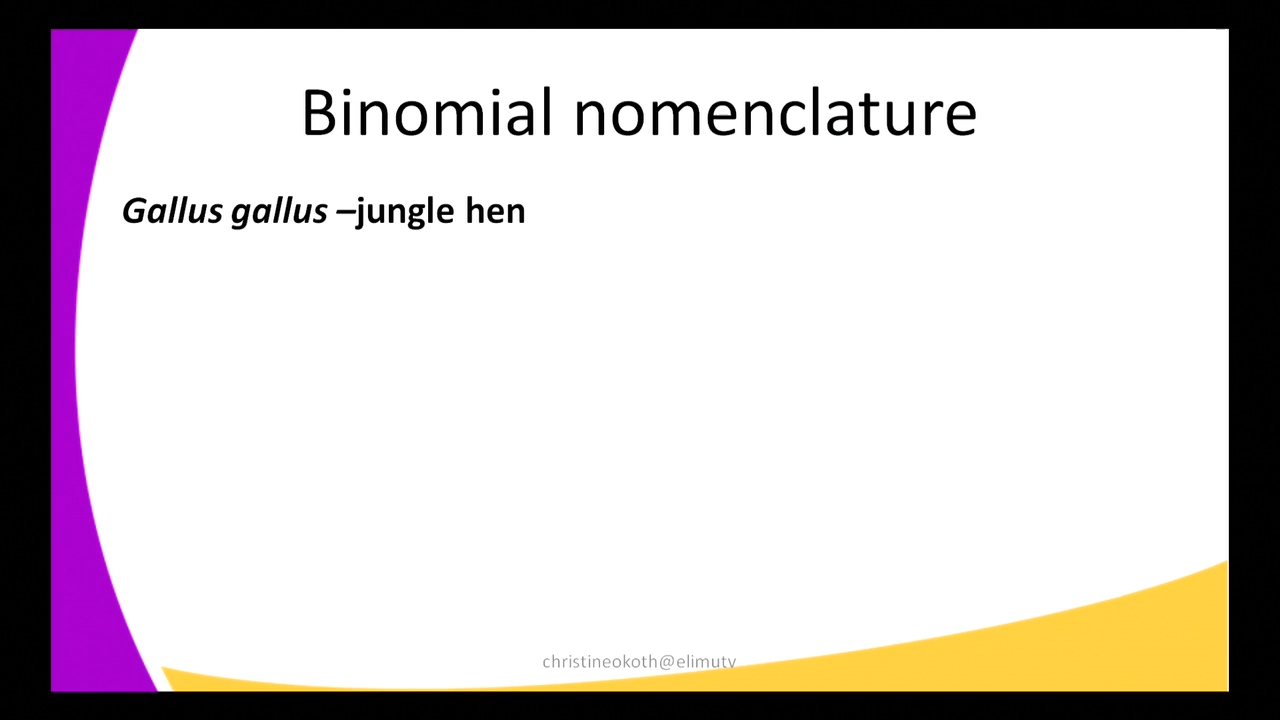 Binomial nomenclature
Gallus gallus –jungle hen
christineokoth@elimutv